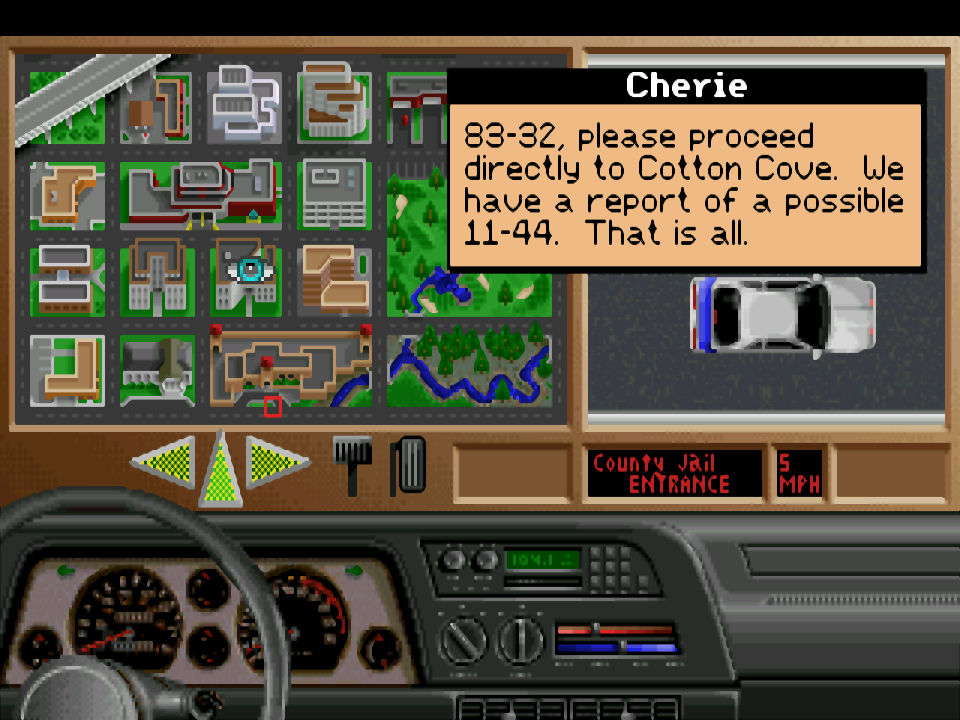 Cherie
83-32, please proceed
directly to Cotton Cove. We
have a report of a possible
11-44. That is all.
County Jail
ENTRANCE
5
MPH